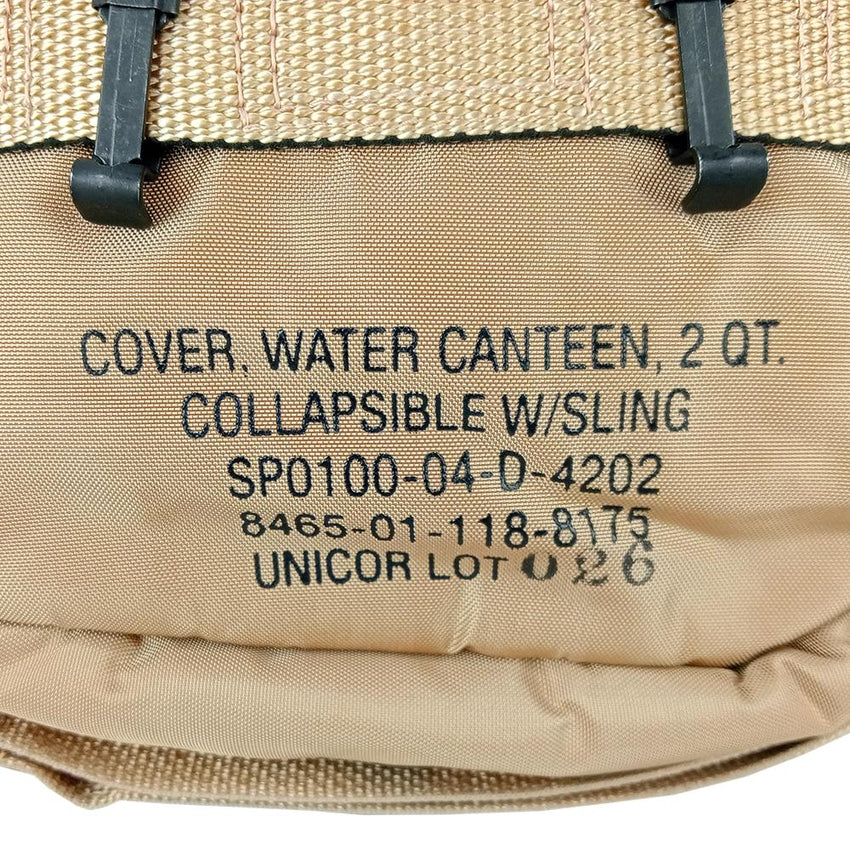 COVER, WATER CANTEEN, 2 QT.
COLLAPSIBLE W/SLING
SP0100-04-D-4202
8465-01-118-8175
UNICOR LOT 026